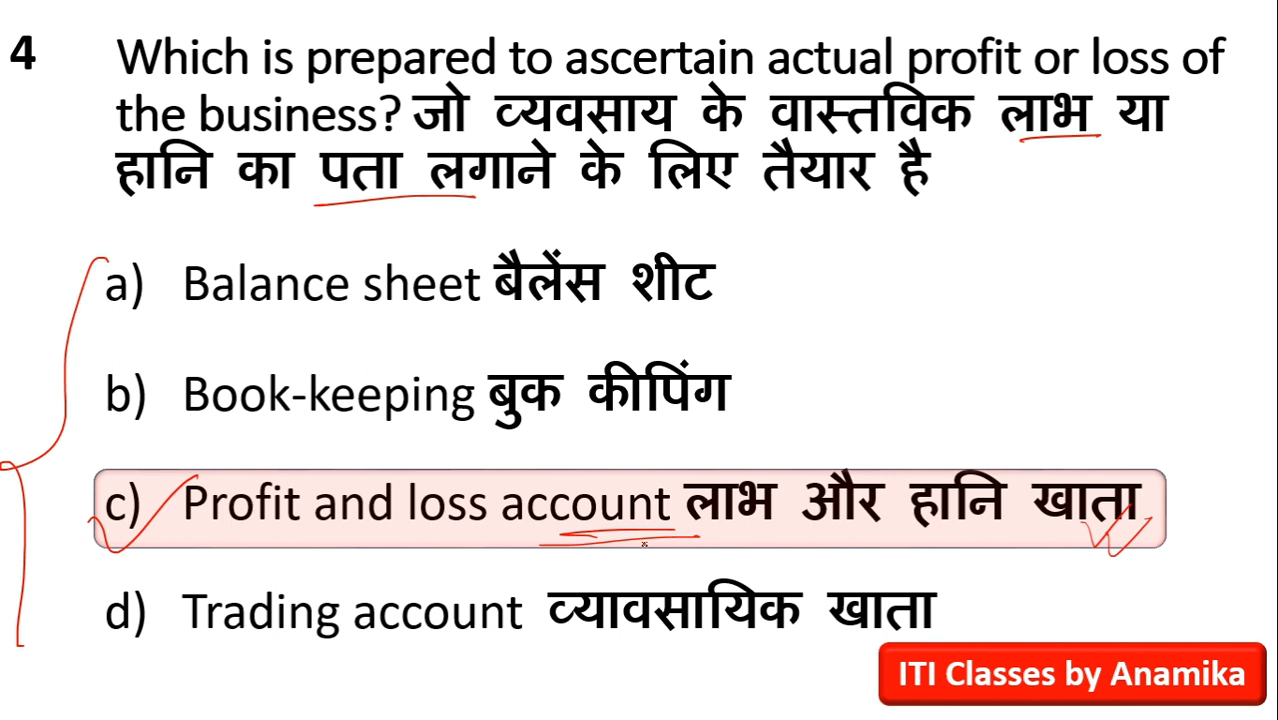 4 Which is prepared to ascertain actual profit or loss of
the business? जो व्यवसाय के वास्तविक लाभ या
हानि का पता लगाने के लिए तैयार है
a) Balance sheet बैलेंस शीट
b) Book-keeping बुक कीपिंग
c) Profit and loss account लाभ और हानि खाता
d) Trading account व्यावसायिक खाता
ITI Classes by Anamika